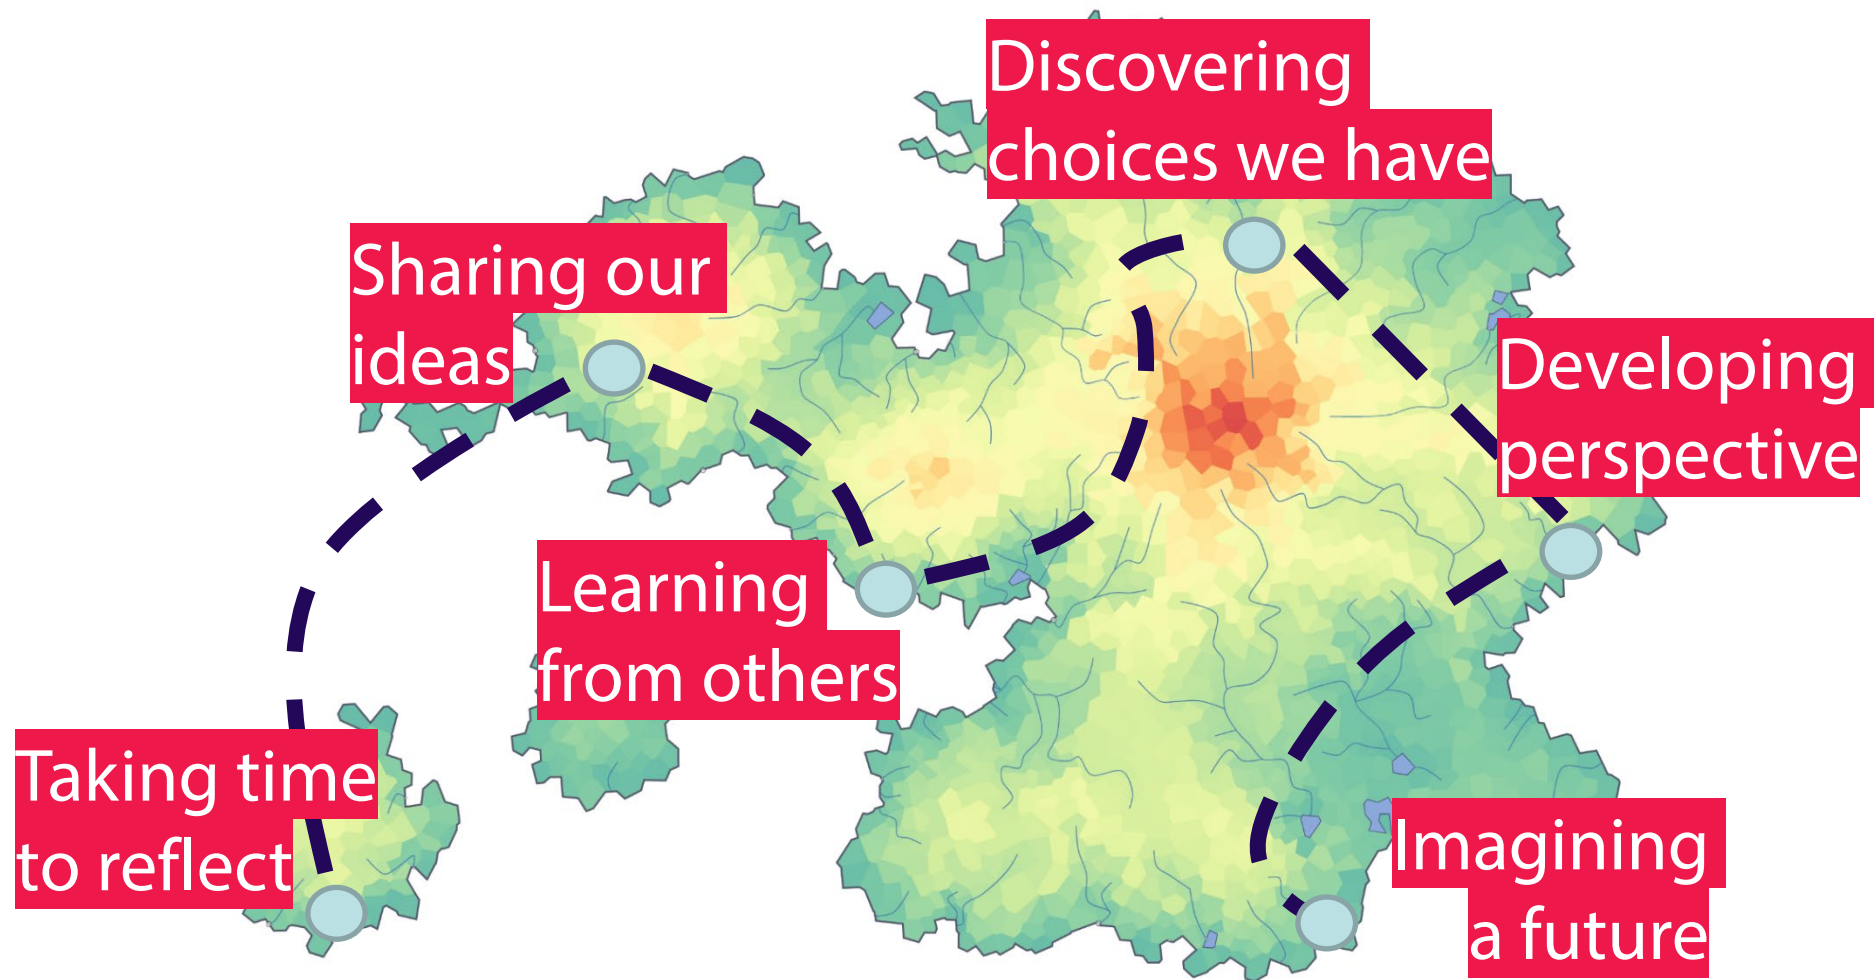 Discovering
choices we have
Sharing our
ideas
Developing
perspective
Learning
from others
Taking time
to reflect
Imagining
a future